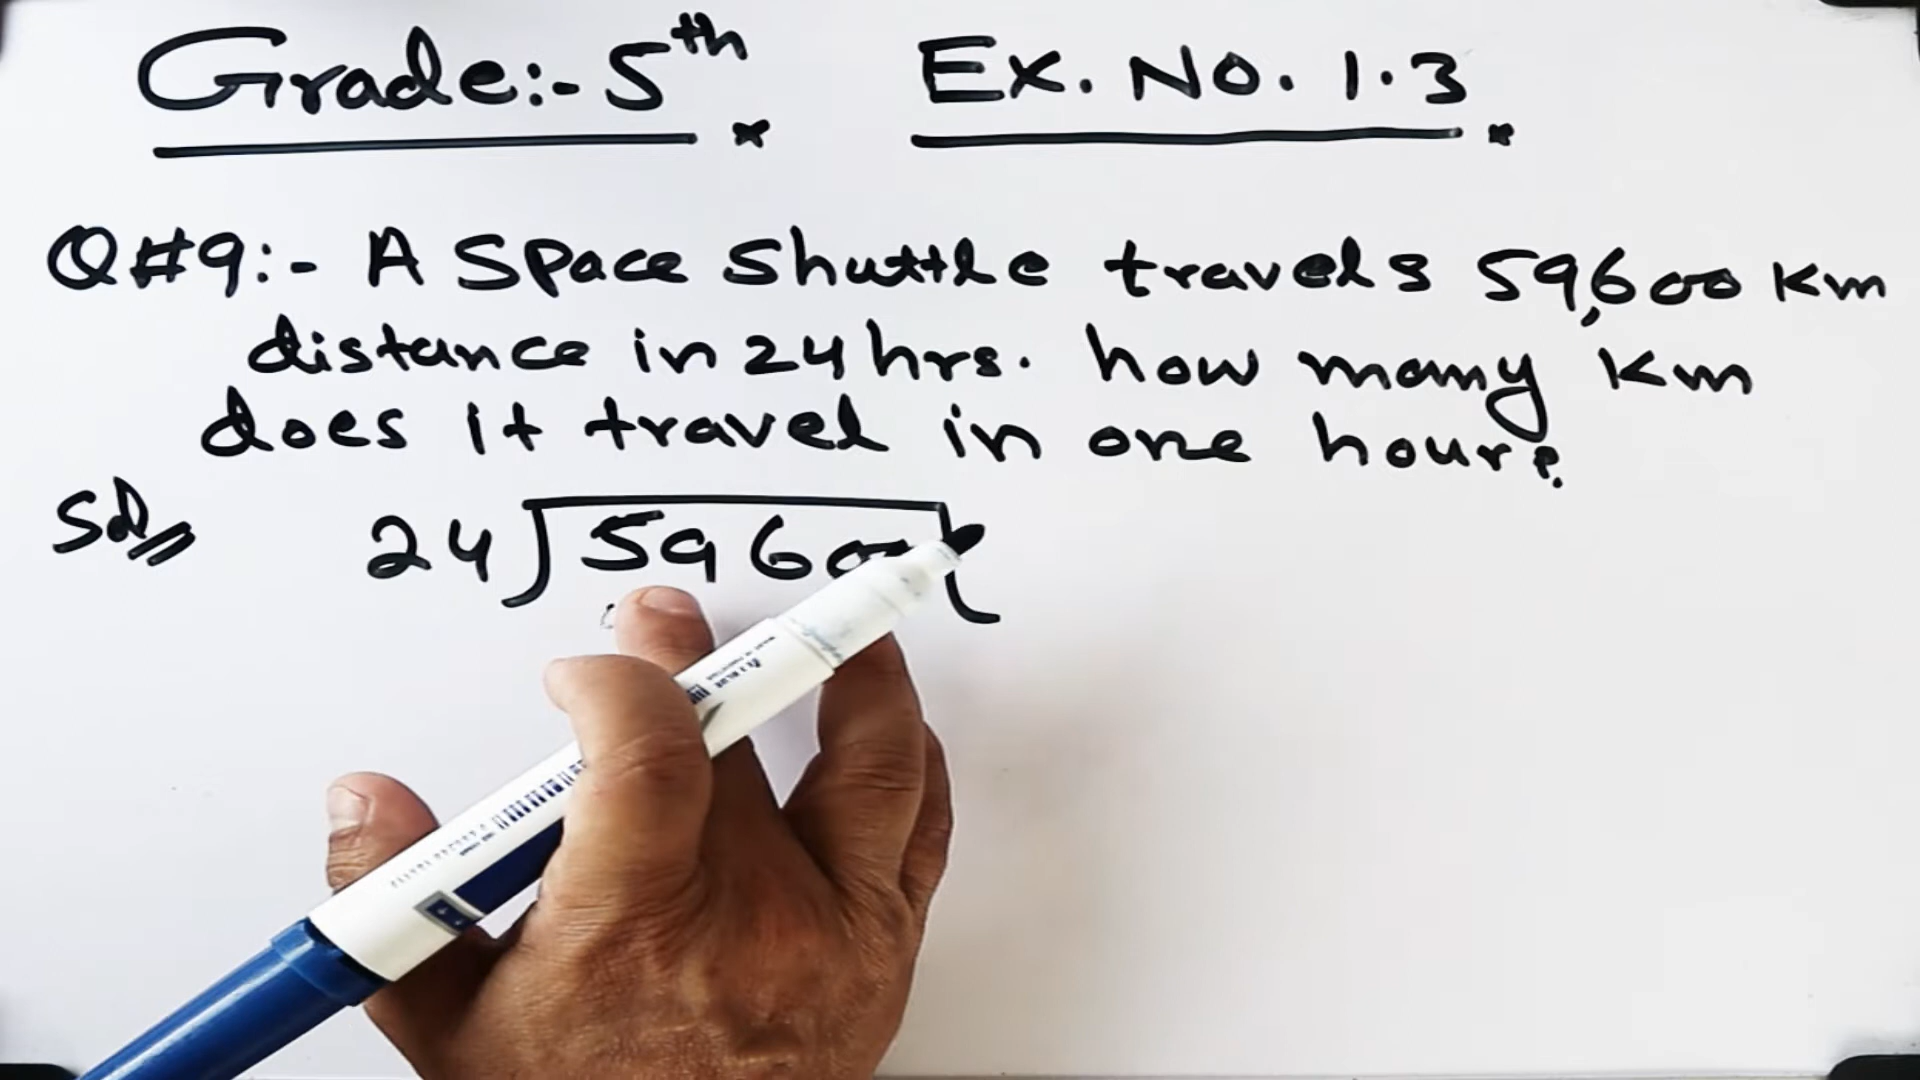 Grade:- 5th Ex. No. 1.3
Q#9:- A Space Shuttle travels 59,600 Km
distance in 24 hrs. how many Km
does it travel in one hour?
Sol
24 59600